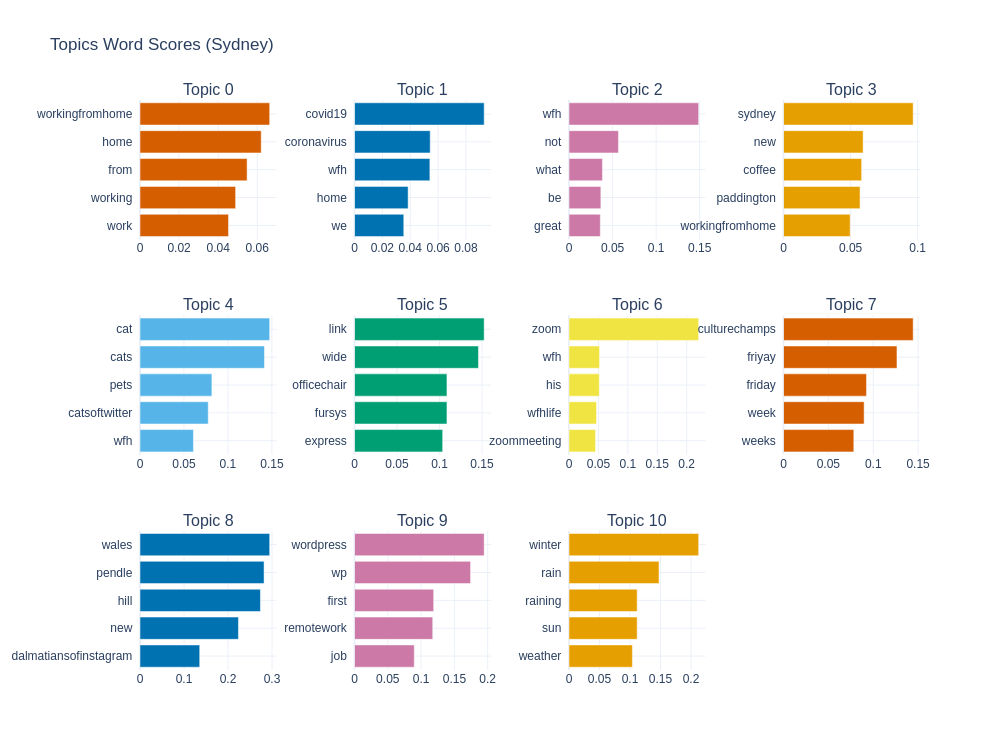 Topics Word Scores (Sydney)
Topic 0
workingfromhome
home
from
working
work
0 0.02 0.04 0.06
Topic 1
covid19
coronavirus
wfh
home
we
0 0.02 0.04 0.06 0.08
Topic 2
wfh
not
what
be
great
0 0.05 0.1 0.15
Topic 3
sydney
new
coffee
paddington
workingfromhome
0 0.05 0.1
Topic 4
cat
cats
pets
catsoftwitter
wfh
0 0.05 0.1 0.15
Topic 5
link
wide
officechair
fursys
express
0 0.05 0.1 0.15
Topic 6
zoom
wfh
his
wfhlife
zoommeeting
0 0.05 0.1 0.15 0.2
Topic 7
culturechamps
friyay
friday
week
weeks
0 0.05 0.1 0.15
Topic 8
wales
pendle
hill
new
dalmatiansofinstagram
0 0.1 0.2 0.3
Topic 9
wordpress
wp
first
remotework
job
0 0.05 0.1 0.15 0.2
Topic 10
winter
rain
raining
sun
weather
0 0.05 0.1 0.15 0.2